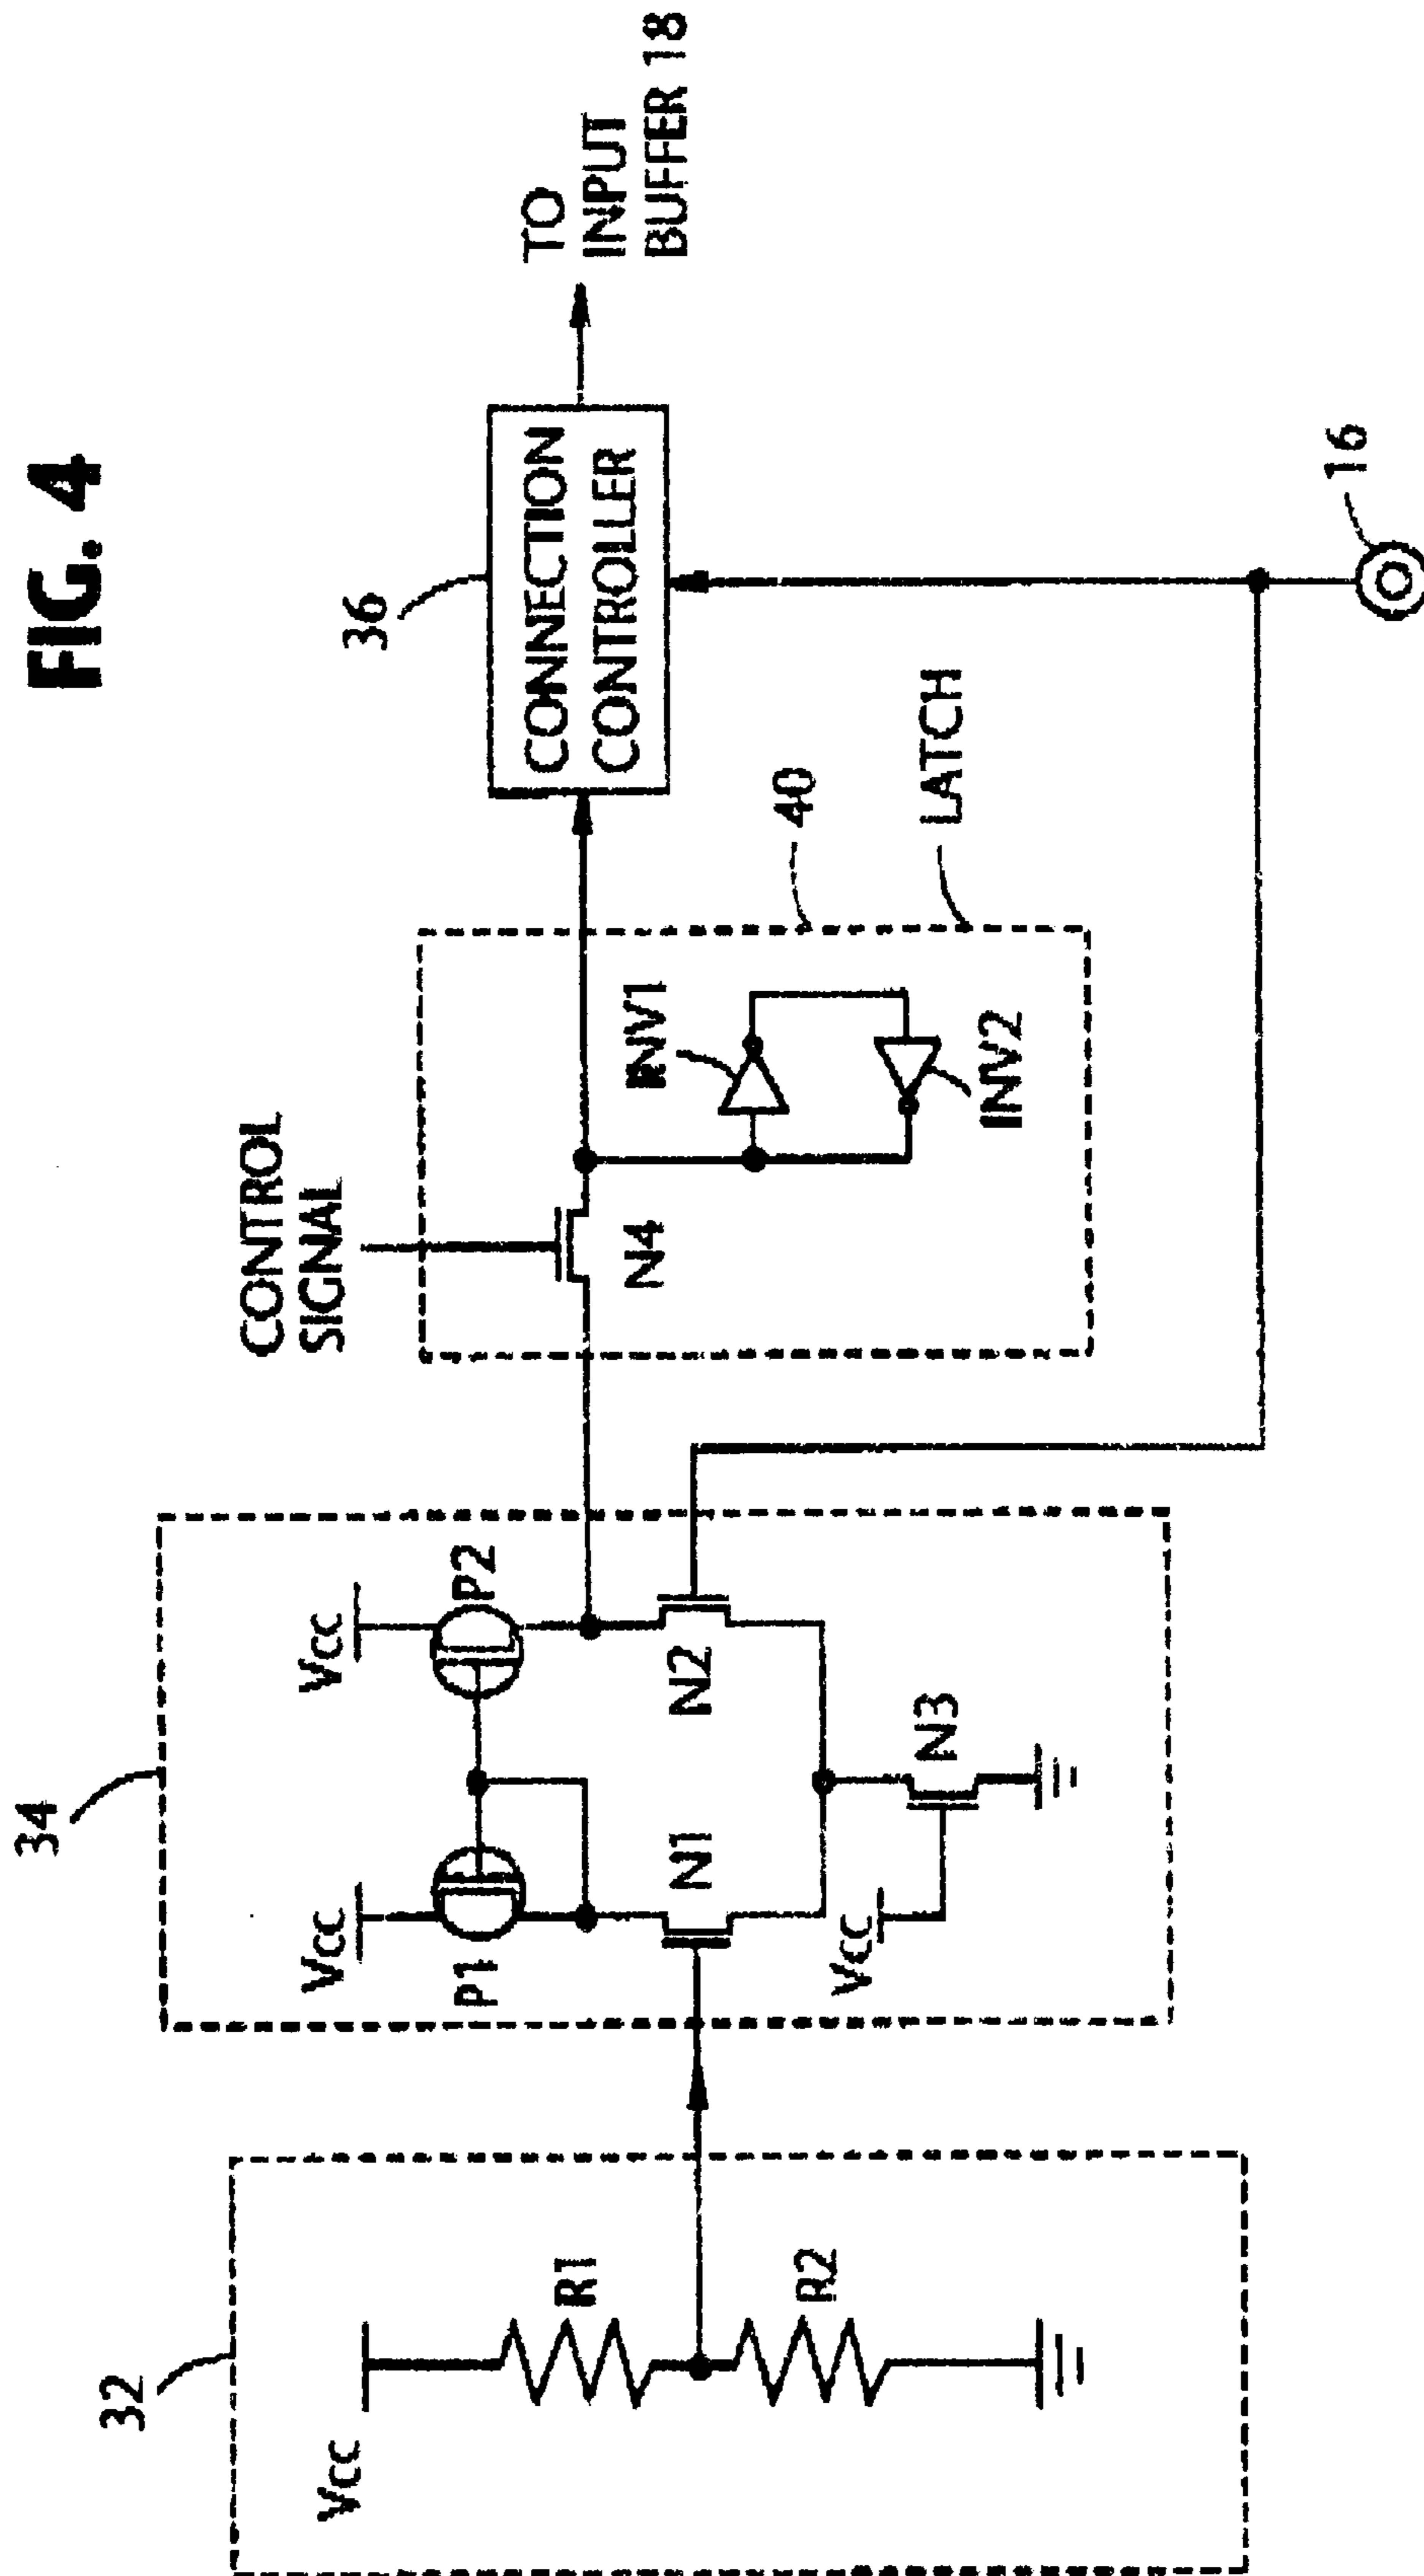 FIG. 4
32
Vcc
R1
R2
34
Vcc
Vcc
P1
P2
N1
N2
Vcc
N3
CONTROL
SIGNAL
N4
INV1
INV2
40
LATCH
36
CONNECTION
CONTROLLER
TO
INPUT
BUFFER 18
16